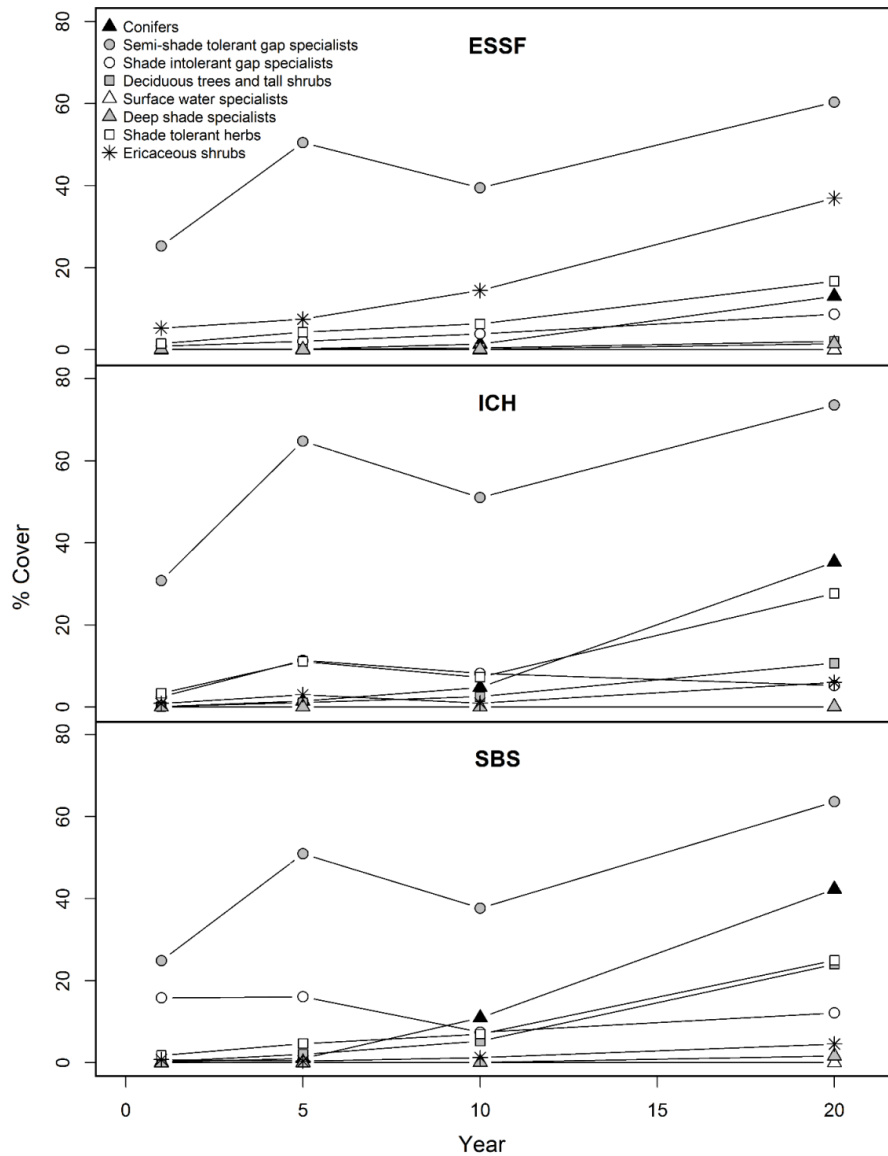 Conifers
Semi-shade tolerant gap specialists
Shade intolerant gap specialists
Deciduous trees and tall shrubs
Surface water specialists
Deep shade specialists
Shade tolerant herbs
Ericaceous shrubs
ESSF
80
60
40
20
0
ICH
80
60
40
20
0
% Cover
SBS
80
60
40
20
0
0 5 10 15 20
Year